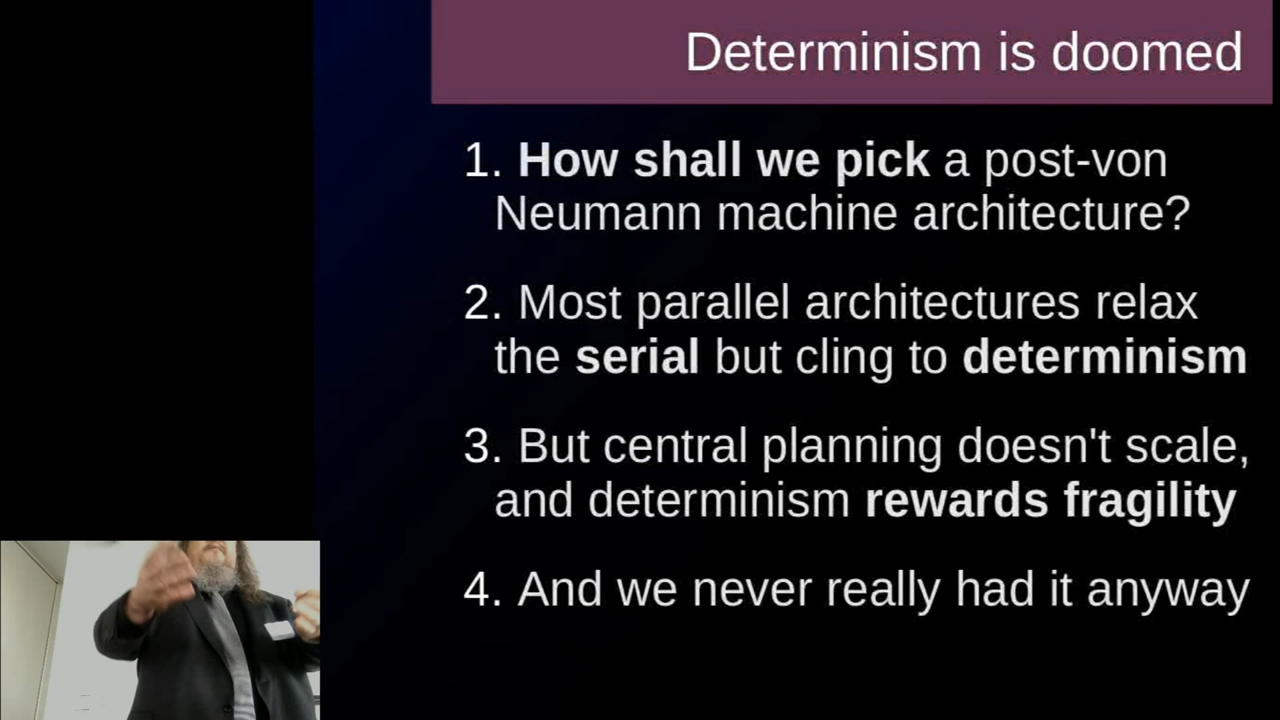 Determinism is doomed
1. How shall we pick a post-von
Neumann machine architecture?
2. Most parallel architectures relax
the serial but cling to determinism
3. But central planning doesn't scale,
and determinism rewards fragility
4. And we never really had it anyway